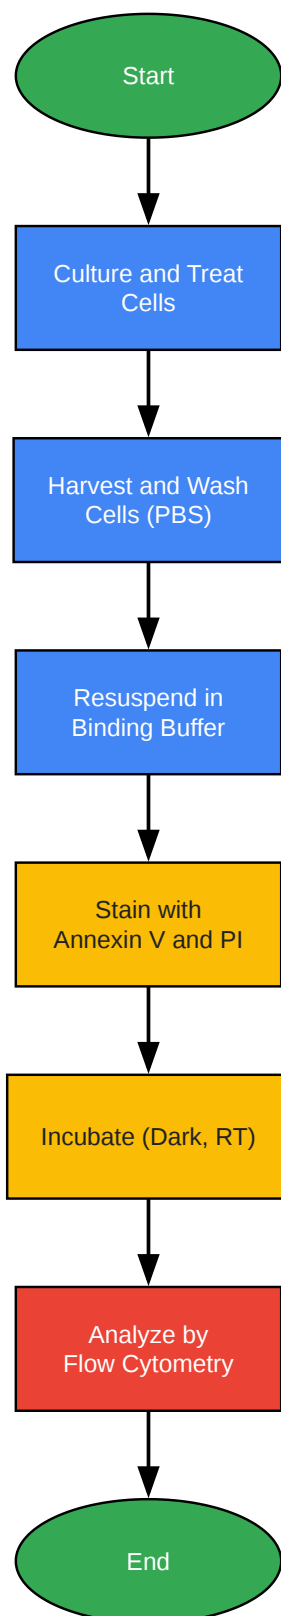 Start
Culture and Treat
Cells
Harvest and Wash
Cells (PBS)
Resuspend in
Binding Buffer
Stain with
Annexin V and PI
Incubate (Dark, RT)
Analyze by
Flow Cytometry
End